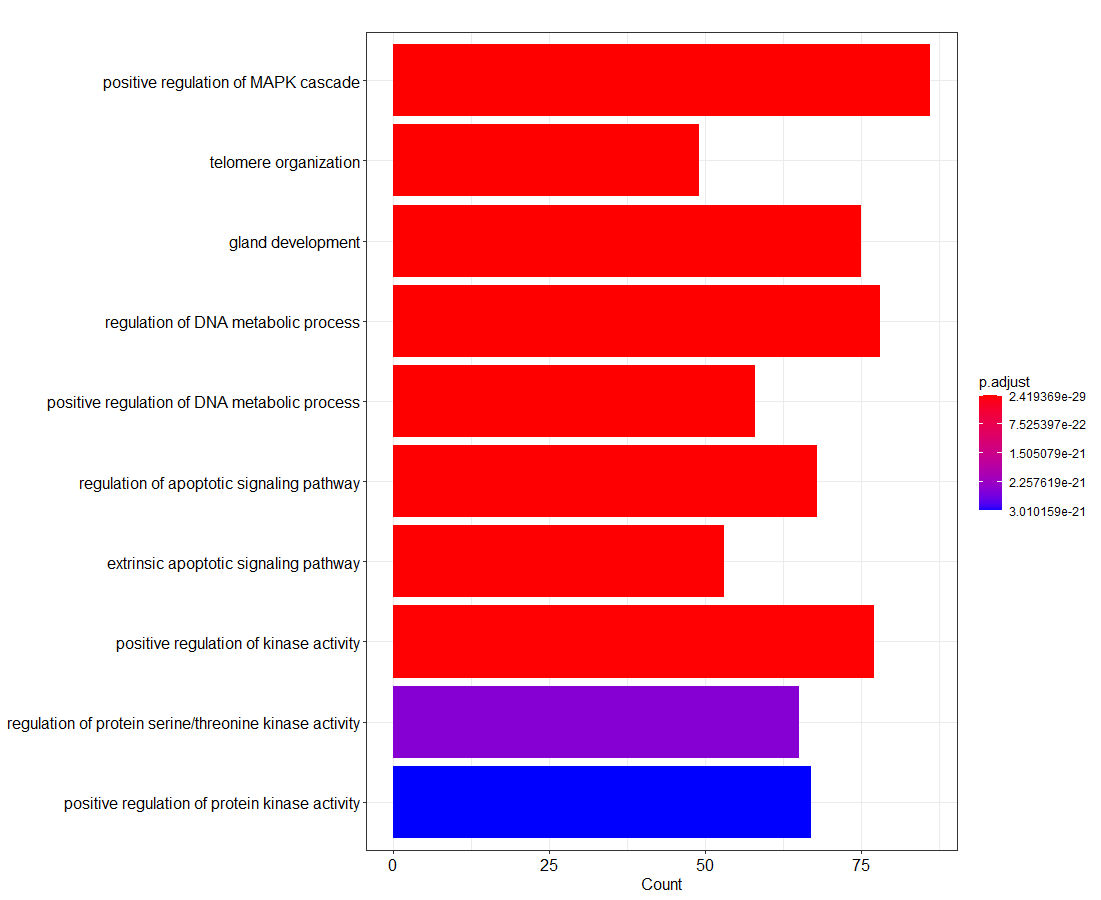 positive regulation of MAPK cascade
telomere organization
gland development
regulation of DNA metabolic process
positive regulation of DNA metabolic process
regulation of apoptotic signaling pathway
extrinsic apoptotic signaling pathway
positive regulation of kinase activity
regulation of protein serine/threonine kinase activity
positive regulation of protein kinase activity
0 25 50 75
Count
p.adjust
2.419369e-29
7.525397e-22
1.505079e-21
2.257619e-21
3.010159e-21